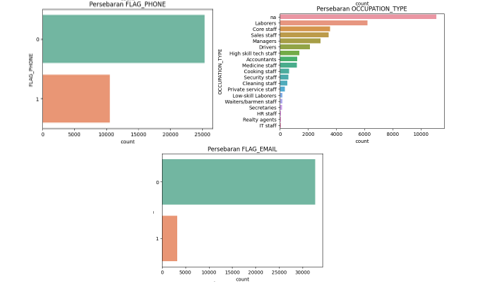 Persebaran FLAG_PHONE
FLAG_PHONE
0
1
0
5000
10000
15000
20000
25000
count
count
Persebaran OCCUPATION_TYPE
OCCUPATION_TYPE
na
Laborers
Core staff
Sales staff
Managers
Drivers
High skill tech staff
Accountants
Medicine staff
Cooking staff
Security staff
Cleaning staff
Private service staff
Low-skill Laborers
Waiters/barmen staff
Secretaries
HR staff
Realty agents
IT staff
0
2000
4000
6000
8000
10000
count
Persebaran FLAG_EMAIL
0
1
0
5000
10000
15000
20000
25000
30000
count